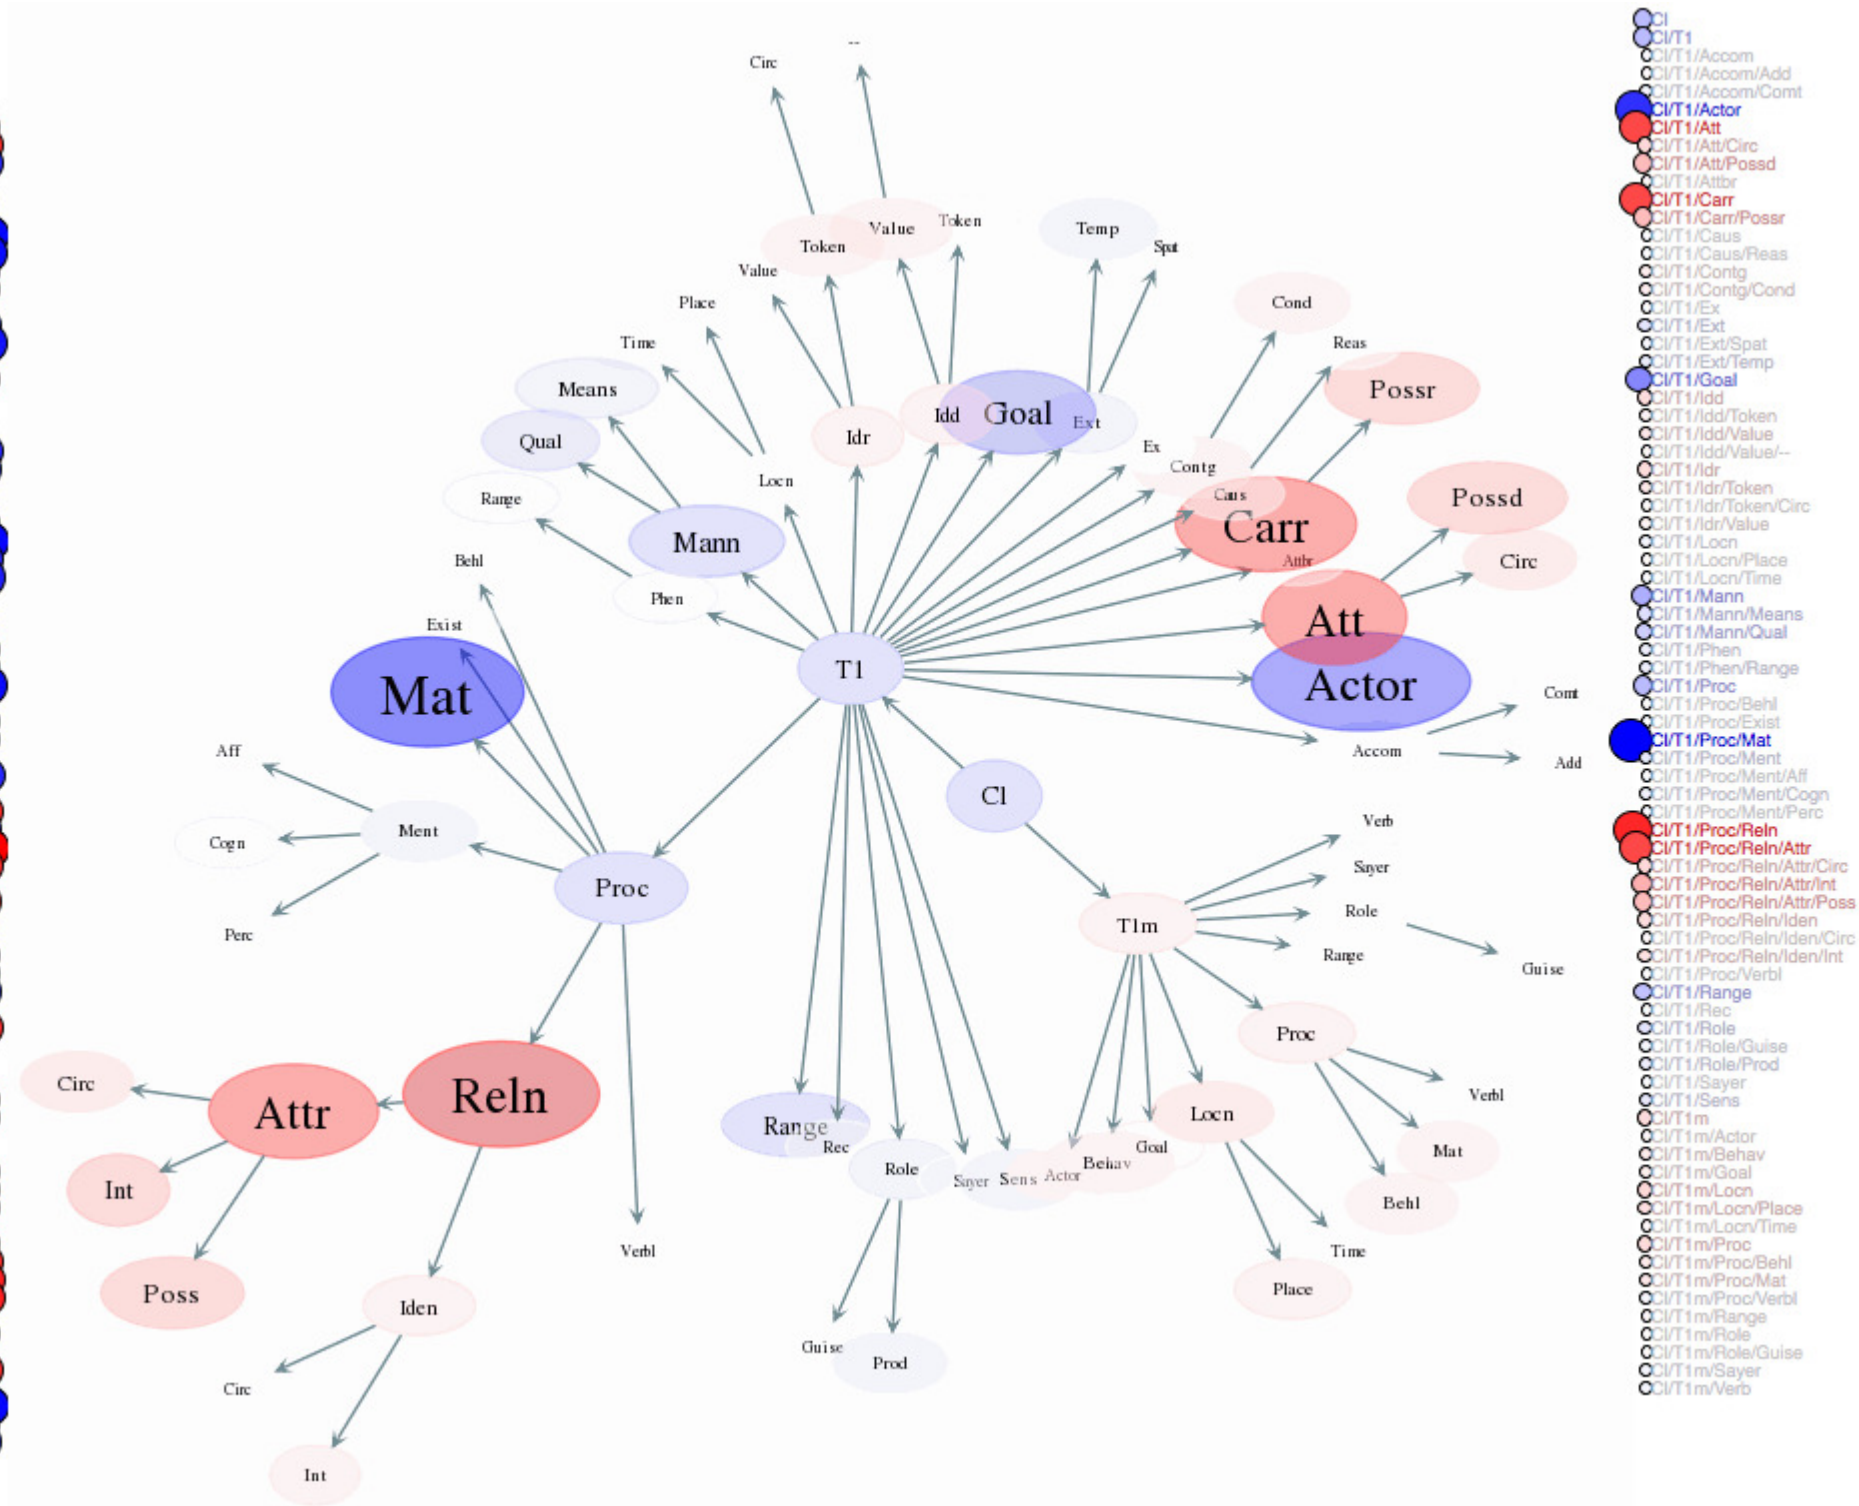 --
Circ
Token
Value
Token
Temp
Spat
Value
Place
Time
Cond
Reas
Means
Possr
Qual
Idr
Idd
Goal
Ext
Ex
Contg
Range
Locn
Caus
Possd
Mann
Carr
Circ
Behl
Attbr
Phen
Exist
Att
T1
Mat
Actor
Comt
Aff
Accom
Add
Cl
Ment
Verb
Cogn
Sayer
Proc
Role
Perc
T1m
Range
Guise
Proc
Circ
Attr
Reln
Range
Rec
Locn
Verbl
Int
Role
Sayer
Sens
Actor
Behav
Goal
Mat
Behl
Poss
Verbl
Time
Iden
Place
Guise
Prod
Circ
Int
Cl
Cl/T1
Cl/T1/Accom
Cl/T1/Accom/Add
Cl/T1/Accom/Comt
Cl/T1/Actor
Cl/T1/Att
Cl/T1/Att/Circ
Cl/T1/Att/Possd
Cl/T1/Attbr
Cl/T1/Carr
Cl/T1/Carr/Possr
Cl/T1/Caus
Cl/T1/Caus/Reas
Cl/T1/Contg
Cl/T1/Contg/Cond
Cl/T1/Ex
Cl/T1/Ext
Cl/T1/Ext/Spat
Cl/T1/Ext/Temp
Cl/T1/Goal
Cl/T1/Idd
Cl/T1/Idd/Token
Cl/T1/Idd/Value
Cl/T1/Idd/Value/--
Cl/T1/Idr
Cl/T1/Idr/Token
Cl/T1/Idr/Token/Circ
Cl/T1/Idr/Value
Cl/T1/Locn
Cl/T1/Locn/Place
Cl/T1/Locn/Time
Cl/T1/Mann
Cl/T1/Mann/Means
Cl/T1/Mann/Qual
Cl/T1/Phen
Cl/T1/Phen/Range
Cl/T1/Proc
Cl/T1/Proc/Behl
Cl/T1/Proc/Exist
Cl/T1/Proc/Mat
Cl/T1/Proc/Ment
Cl/T1/Proc/Ment/Aff
Cl/T1/Proc/Ment/Cogn
Cl/T1/Proc/Ment/Perc
Cl/T1/Proc/Reln
Cl/T1/Proc/Reln/Attr
Cl/T1/Proc/Reln/Attr/Circ
Cl/T1/Proc/Reln/Attr/Int
Cl/T1/Proc/Reln/Attr/Poss
Cl/T1/Proc/Reln/Iden
Cl/T1/Proc/Reln/Iden/Circ
Cl/T1/Proc/Reln/Iden/Int
Cl/T1/Proc/Verbl
Cl/T1/Range
Cl/T1/Rec
Cl/T1/Role
Cl/T1/Role/Guise
Cl/T1/Role/Prod
Cl/T1/Sayer
Cl/T1/Sens
Cl/T1m
Cl/T1m/Actor
Cl/T1m/Behav
Cl/T1m/Goal
Cl/T1m/Locn
Cl/T1m/Locn/Place
Cl/T1m/Locn/Time
Cl/T1m/Proc
Cl/T1m/Proc/Behl
Cl/T1m/Proc/Mat
Cl/T1m/Proc/Verbl
Cl/T1m/Range
Cl/T1m/Role
Cl/T1m/Role/Guise
Cl/T1m/Sayer
Cl/T1m/Verb